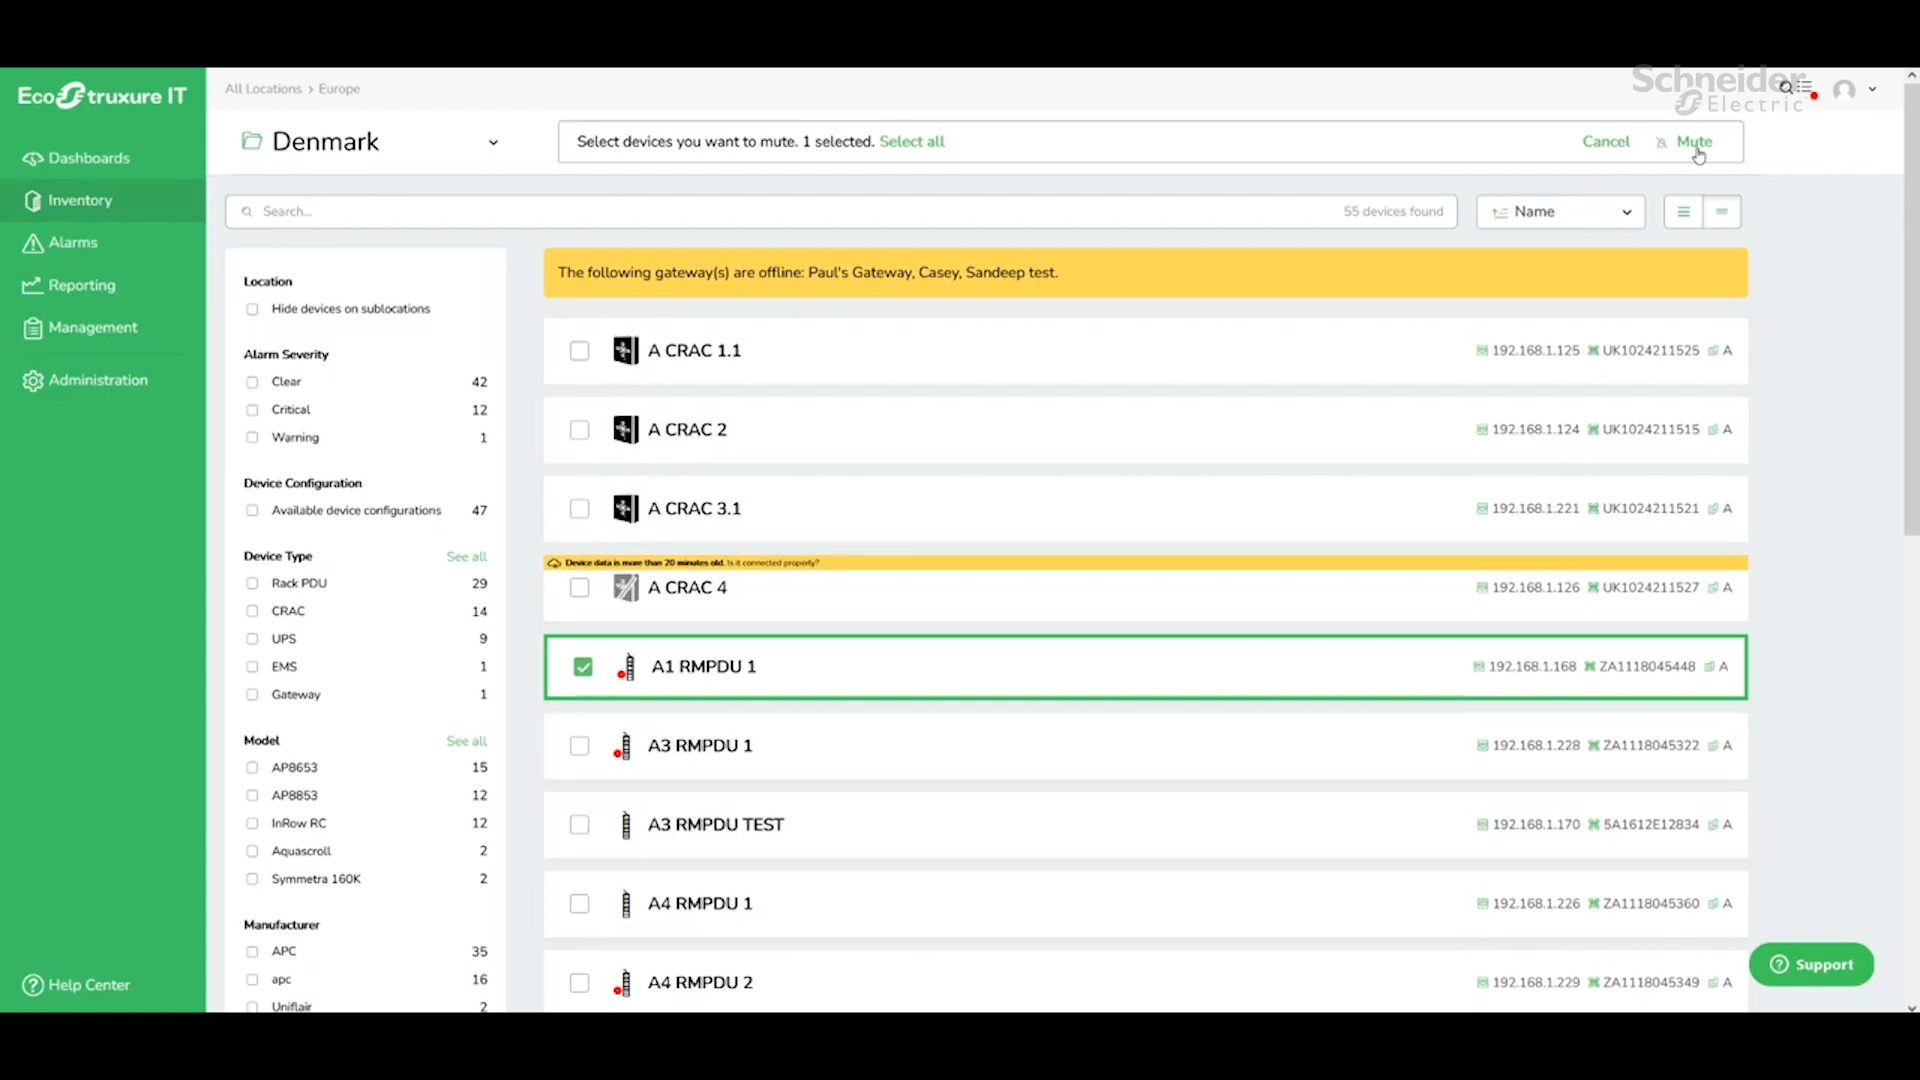 EcoStruxure IT
Dashboards
Inventory
Alarms
Reporting
Management
Administration
Help Center
All Locations › Europe
Schneider
Electric
Denmark
Select devices you want to mute. 1 selected. Select all
Cancel
Mute
Search...
55 devices found
Name
Location
Hide devices on sublocations
Alarm Severity
Clear 42
Critical 12
Warning 1
Device Configuration
Available device configurations 47
Device Type See all
Rack PDU 29
CRAC 14
UPS 9
EMS 1
Gateway 1
Model See all
AP8653 15
AP8853 12
InRow RC 12
Aquascroll 2
Symmetra 160K 2
Manufacturer
APC 35
apc 16
Uniflair 2
The following gateway(s) are offline: Paul's Gateway, Casey, Sandeep test.
A CRAC 1.1 192.168.1.125 UK1024211525 A
A CRAC 2 192.168.1.124 UK1024211515 A
A CRAC 3.1 192.168.1.221 UK1024211521 A
Device data is more than 20 minutes old. Is it connected properly?
A CRAC 4 192.168.1.126 UK1024211527 A
A1 RMPDU 1 192.168.1.168 ZA1118045448 A
A3 RMPDU 1 192.168.1.228 ZA1118045322 A
A3 RMPDU TEST 192.168.1.170 5A1612E12834 A
A4 RMPDU 1 192.168.1.226 ZA1118045360 A
A4 RMPDU 2 192.168.1.229 ZA1118045349 A
Support